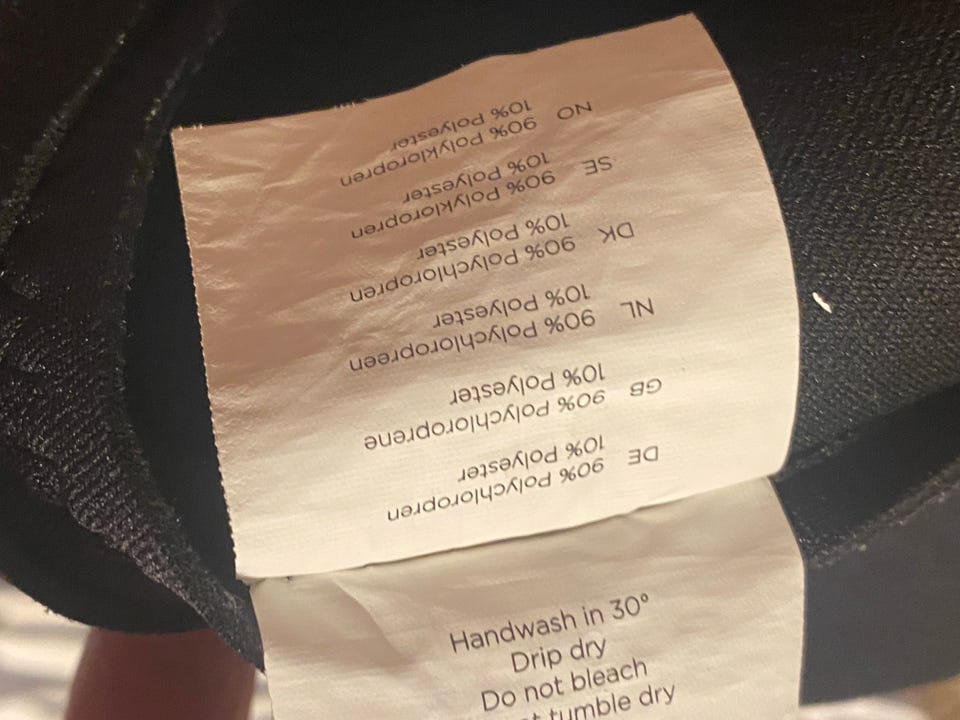 DE 90% Polychloropren
10% Polyester
GB 90% Polychloroprene
10% Polyester
NL 90% Polychloropreen
10% Polyester
DK 90% Polychloropren
10% Polyester
SE 90% Polykloropren
10% Polyester
NO 90% Polykloropren
10% Polyester
Handwash in 30°
Drip dry
Do not bleach
tumble dry